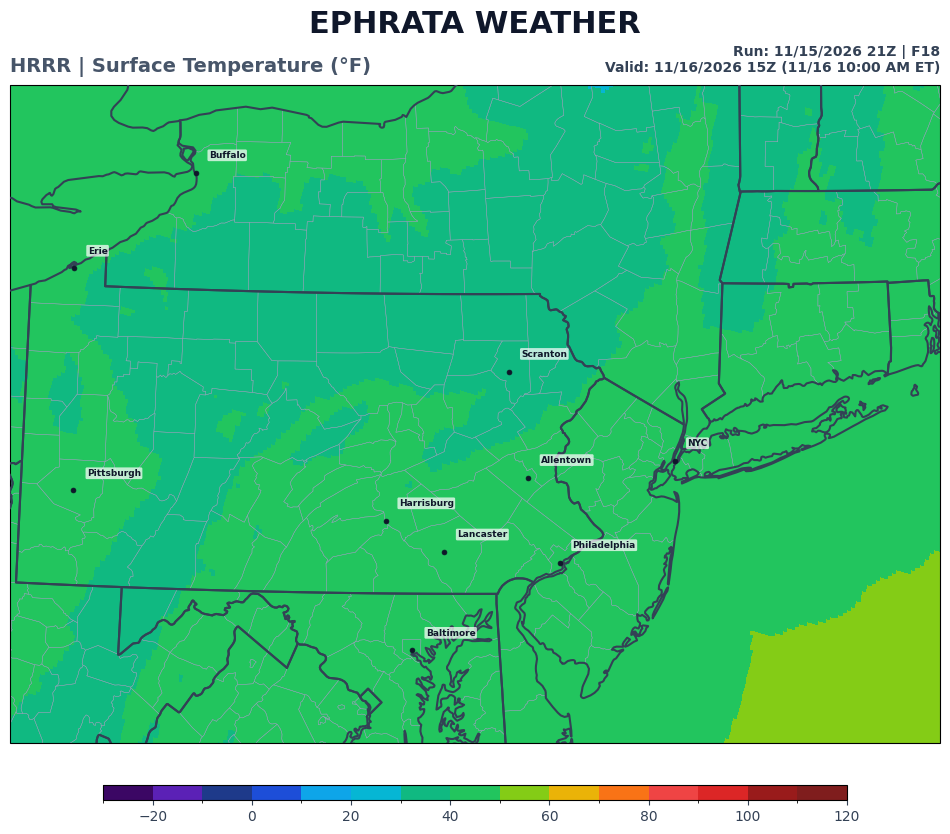 EPHRATA WEATHER
HRRR | Surface Temperature (°F)
Run: 11/15/2026 21Z | F18
Valid: 11/16/2026 15Z (11/16 10:00 AM ET)
Buffalo
Erie
Scranton
NYC
Allentown
Pittsburgh
Harrisburg
Lancaster
Philadelphia
Baltimore
−20 0 20 40 60 80 100 120